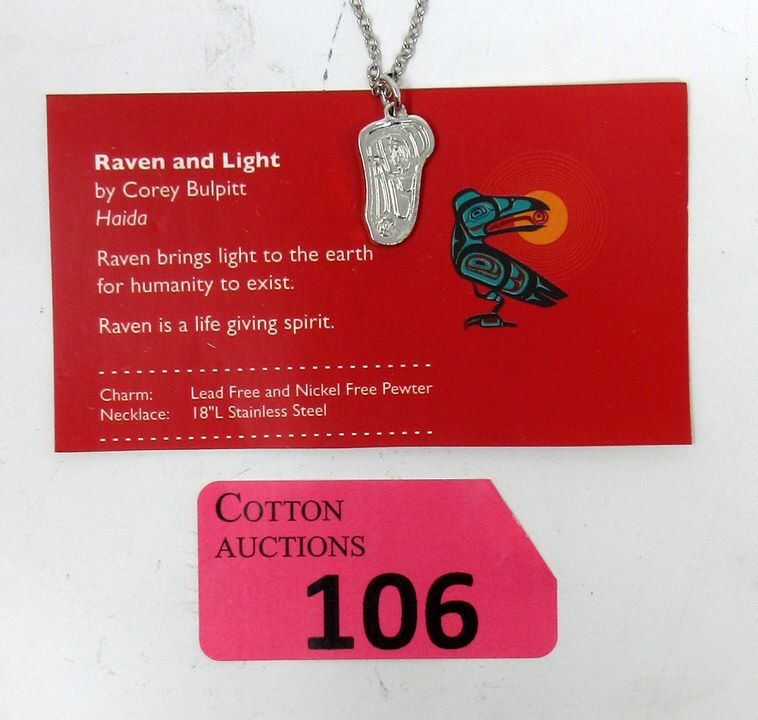 Raven and Light
by Corey Bulpitt
Haida
Raven brings light to the earth
for humanity to exist.
Raven is a life giving spirit.
Charm: Lead Free and Nickel Free Pewter
Necklace: 18"L Stainless Steel
COTTON
AUCTIONS
106